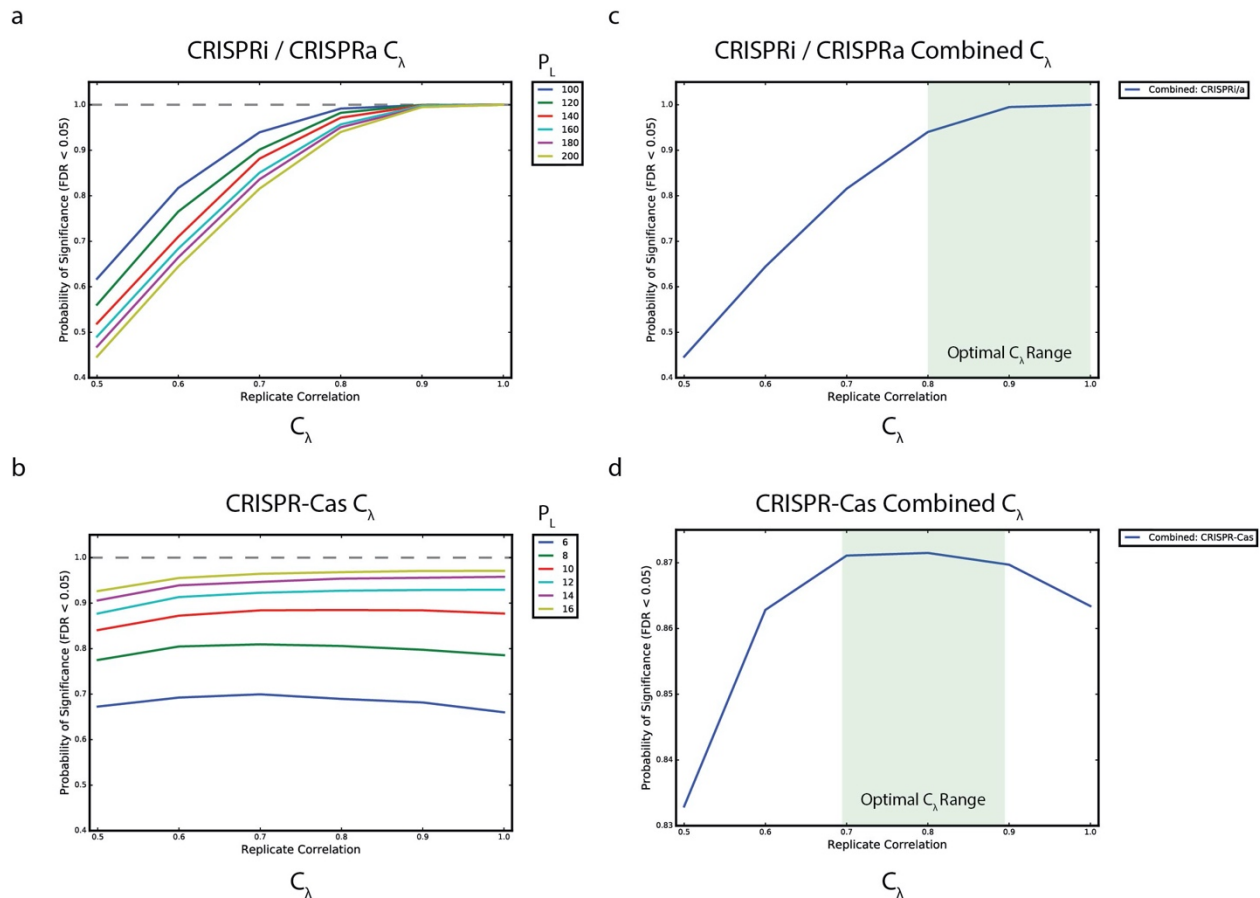 a
CRISPRi / CRISPRa Cλ
Probability of Significance (FDR < 0.05)
1.0
0.9
0.8
0.7
0.6
0.5
0.4
0.5 0.6 0.7 0.8 0.9 1.0
Replicate Correlation
Cλ
PL
100
120
140
160
180
200
c
CRISPRi / CRISPRa Combined Cλ
Probability of Significance (FDR < 0.05)
1.0
0.9
0.8
0.7
0.6
0.5
0.4
Optimal Cλ Range
0.5 0.6 0.7 0.8 0.9 1.0
Replicate Correlation
Cλ
Combined: CRISPRi/a
b
CRISPR-Cas Cλ
Probability of Significance (FDR < 0.05)
1.0
0.9
0.8
0.7
0.6
0.5
0.4
0.5 0.6 0.7 0.8 0.9 1.0
Replicate Correlation
Cλ
PL
6
8
10
12
14
16
d
CRISPR-Cas Combined Cλ
Probability of Significance (FDR < 0.05)
0.87
0.86
0.85
0.84
0.83
Optimal Cλ Range
0.5 0.6 0.7 0.8 0.9 1.0
Replicate Correlation
Cλ
Combined: CRISPR-Cas